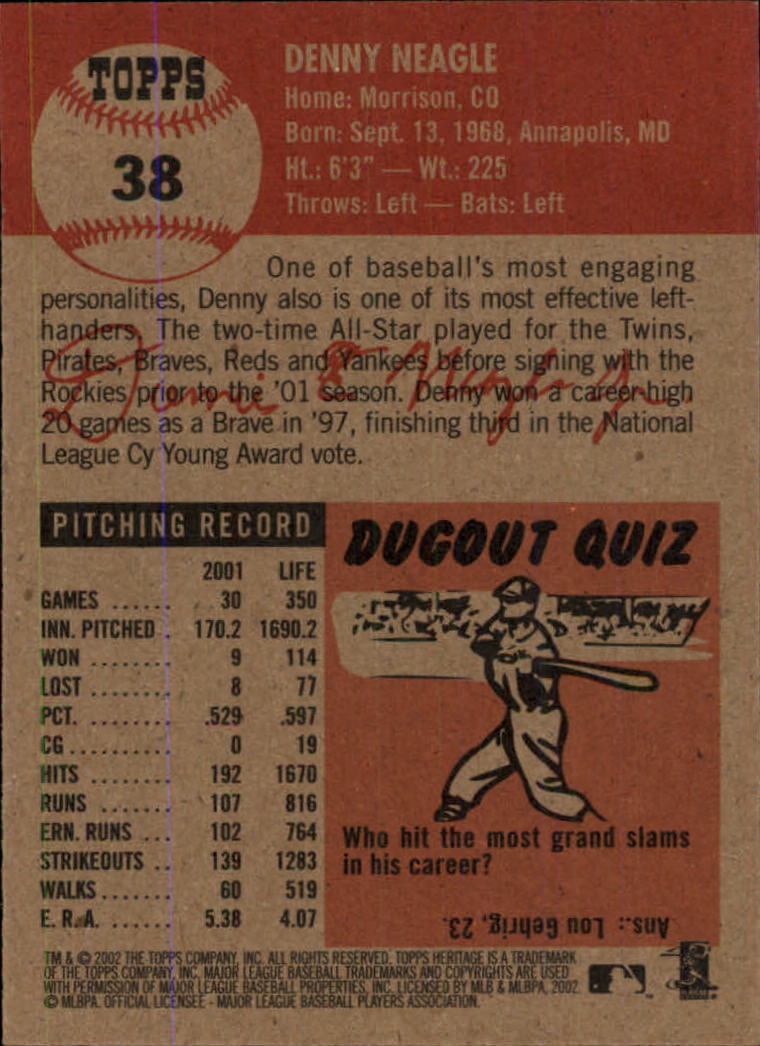 TOPPS
38
DENNY NEAGLE
Home: Morrison, CO
Born: Sept. 13, 1968, Annapolis, MD
Ht.: 6'3" — Wt.: 225
Throws: Left — Bats: Left
One of baseball's most engaging
personalities, Denny also is one of its most effective left-
handers. The two-time All-Star played for the Twins,
Pirates, Braves, Reds and Yankees before signing with the
Rockies prior to the '01 season. Denny won a career-high
20 games as a Brave in '97, finishing third in the National
League Cy Young Award vote.
PITCHING RECORD
2001 LIFE
GAMES ...... 30 350
INN. PITCHED . 170.2 1690.2
WON ........ 9 114
LOST ........ 8 77
PCT. ........ .529 .597
CG .......... 0 19
HITS ........ 192 1670
RUNS ....... 107 816
ERN. RUNS ... 102 764
STRIKEOUTS .. 139 1283
WALKS ....... 60 519
E. R. A. ...... 5.38 4.07
DUGOUT QUIZ
Who hit the most grand slams
in his career?
Ans.: Lou Gehrig, 23.
TM & © 2002 THE TOPPS COMPANY, INC. ALL RIGHTS RESERVED. TOPPS HERITAGE IS A TRADEMARK
OF THE TOPPS COMPANY, INC. MAJOR LEAGUE BASEBALL TRADEMARKS AND COPYRIGHTS ARE USED
WITH PERMISSION OF MAJOR LEAGUE BASEBALL PROPERTIES, INC. LICENSED BY MLB & MLBPA, 2002
© MLBPA. OFFICIAL LICENSEE - MAJOR LEAGUE BASEBALL PLAYERS ASSOCIATION.